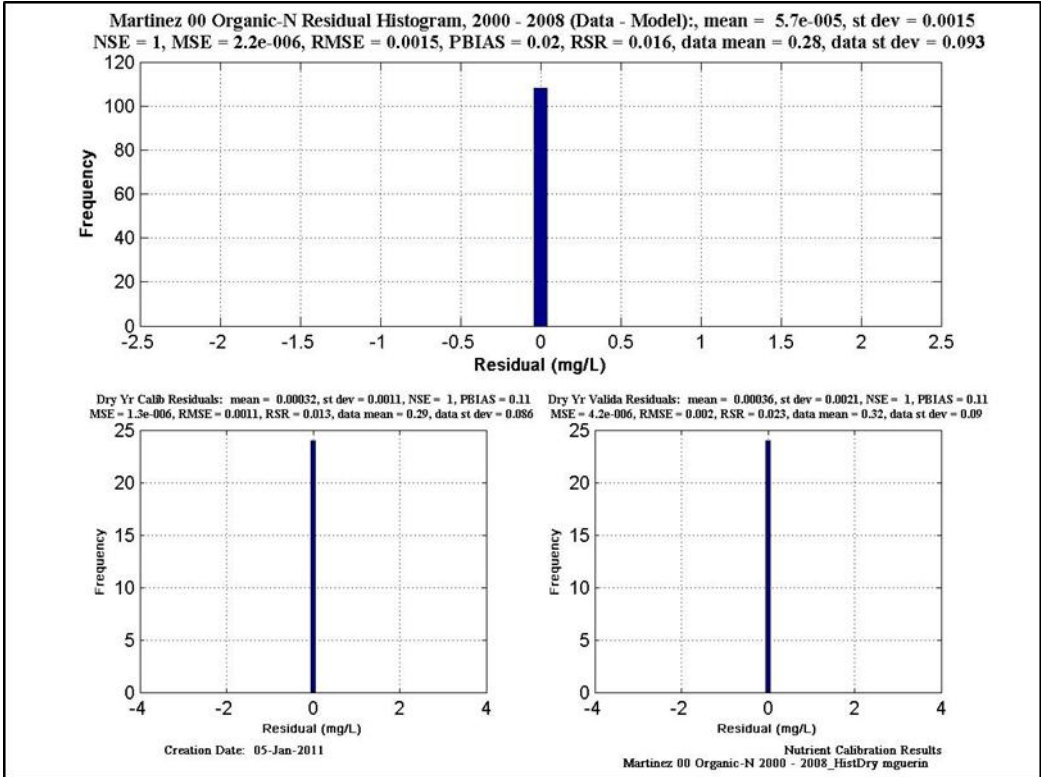 Martinez 00 Organic-N Residual Histogram, 2000 - 2008 (Data - Model):, mean = 5.7e-005, st dev = 0.0015
NSE = 1, MSE = 2.2e-006, RMSE = 0.0015, PBIAS = 0.02, RSR = 0.016, data mean = 0.28, data st dev = 0.093
120
100
80
60
40
20
0
Frequency
-2.5 -2 -1.5 -1 -0.5 0 0.5 1 1.5 2 2.5
Residual (mg/L)
Dry Yr Calib Residuals: mean = 0.00032, st dev = 0.0011, NSE = 1, PBIAS = 0.11
MSE = 1.3e-006, RMSE = 0.0011, RSR = 0.013, data mean = 0.29, data st dev = 0.086
25
20
15
10
5
0
Frequency
-4 -2 0 2 4
Residual (mg/L)
Creation Date: 05-Jan-2011
Dry Yr Valida Residuals: mean = 0.00036, st dev = 0.0021, NSE = 1, PBIAS = 0.11
MSE = 4.2e-006, RMSE = 0.002, RSR = 0.023, data mean = 0.32, data st dev = 0.09
25
20
15
10
5
0
Frequency
-4 -2 0 2 4
Residual (mg/L)
Nutrient Calibration Results
Martinez 00 Organic-N 2000 - 2008_HistDry mguerin